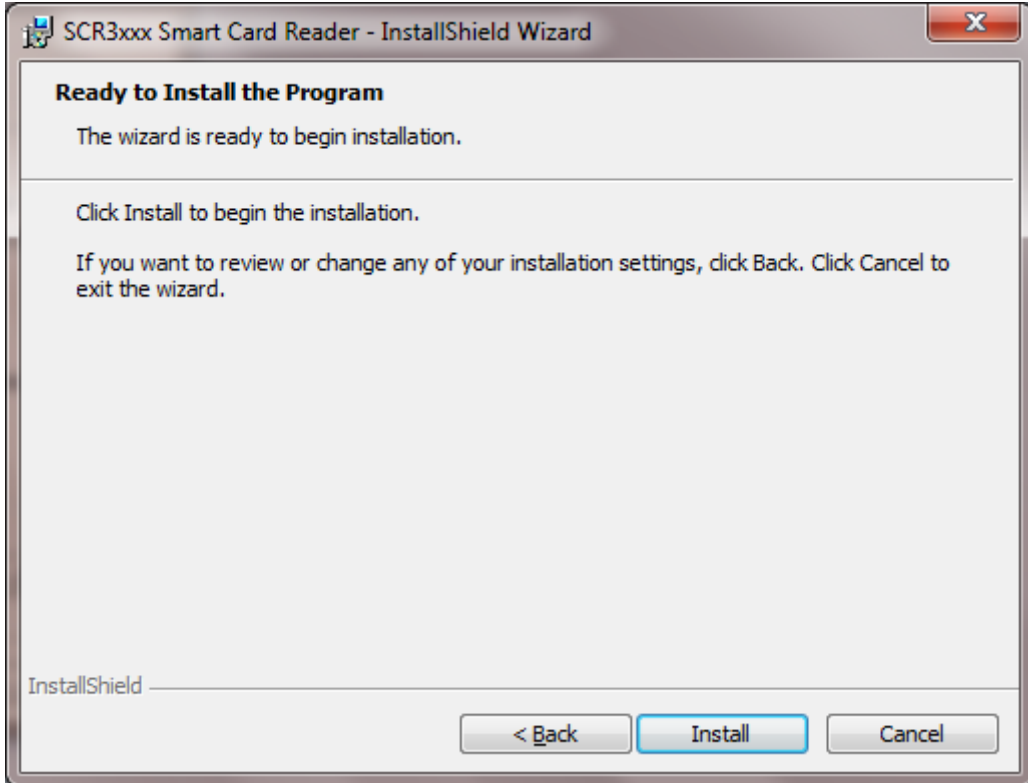 SCR3xxx Smart Card Reader - InstallShield Wizard
Ready to Install the Program
The wizard is ready to begin installation.
Click Install to begin the installation.
If you want to review or change any of your installation settings, click Back. Click Cancel to
exit the wizard.
InstallShield
< Back Install Cancel